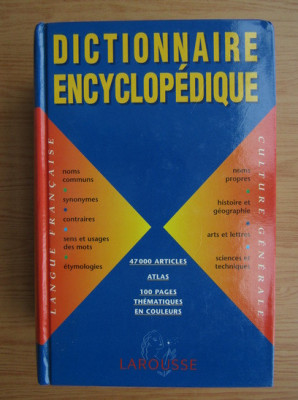 DICTIONNAIRE
ENCYCLOPÉDIQUE
LANGUE FRANÇAISE
noms
communs
synonymes
contraires
sens et usages
des mots
étymologies
CULTURE GÉNÉRALE
noms
propres
histoire et
géographie
arts et lettres
sciences et
techniques
47000 ARTICLES
ATLAS
100 PAGES
THÉMATIQUES
EN COULEURS
LAROUSSE